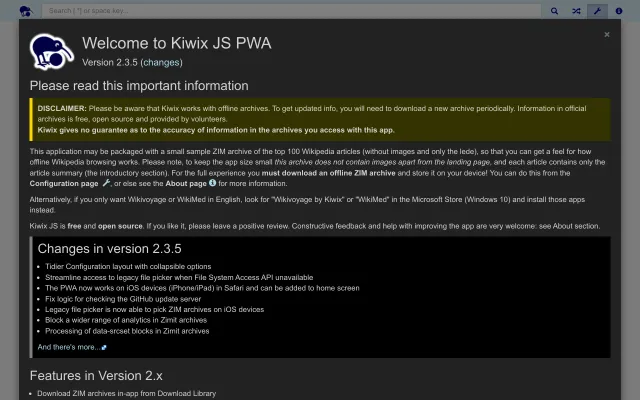 Search [' '] or space key...
×
Welcome to Kiwix JS PWA
Version 2.3.5 (changes)
Please read this important information
DISCLAIMER: Please be aware that Kiwix works with offline archives. To get updated info, you will need to download a new archive periodically. Information in official
archives is free, open source and provided by volunteers.
Kiwix gives no guarantee as to the accuracy of information in the archives you access with this app.
This application may be packaged with a small sample ZIM archive of the top 100 Wikipedia articles (without images and only the lede), so that you can get a feel for how
offline Wikipedia browsing works. Please note, to keep the app size small this archive does not contain images apart from the landing page, and each article contains only the
article summary (the introductory section). For the full experience you must download an offline ZIM archive and store it on your device! You can do this from the
Configuration page , or else see the About page for more information.
Alternatively, if you only want Wikivoyage or WikiMed in English, look for "Wikivoyage by Kiwix" or "WikiMed" in the Microsoft Store (Windows 10) and install those apps
instead.
Kiwix JS is free and open source. If you like it, please leave a positive review. Constructive feedback and help with improving the app are very welcome: see About section.
Changes in version 2.3.5
Tidier Configuration layout with collapsible options
Streamline access to legacy file picker when File System Access API unavailable
The PWA now works on iOS devices (iPhone/iPad) in Safari and can be added to home screen
Fix logic for checking the GitHub update server
Legacy file picker is now able to pick ZIM archives on iOS devices
Block a wider range of analytics in Zimit archives
Processing of data-srcset blocks in Zimit archives
And there's more...
Features in Version 2.x
Download ZIM archives in-app from Download Library